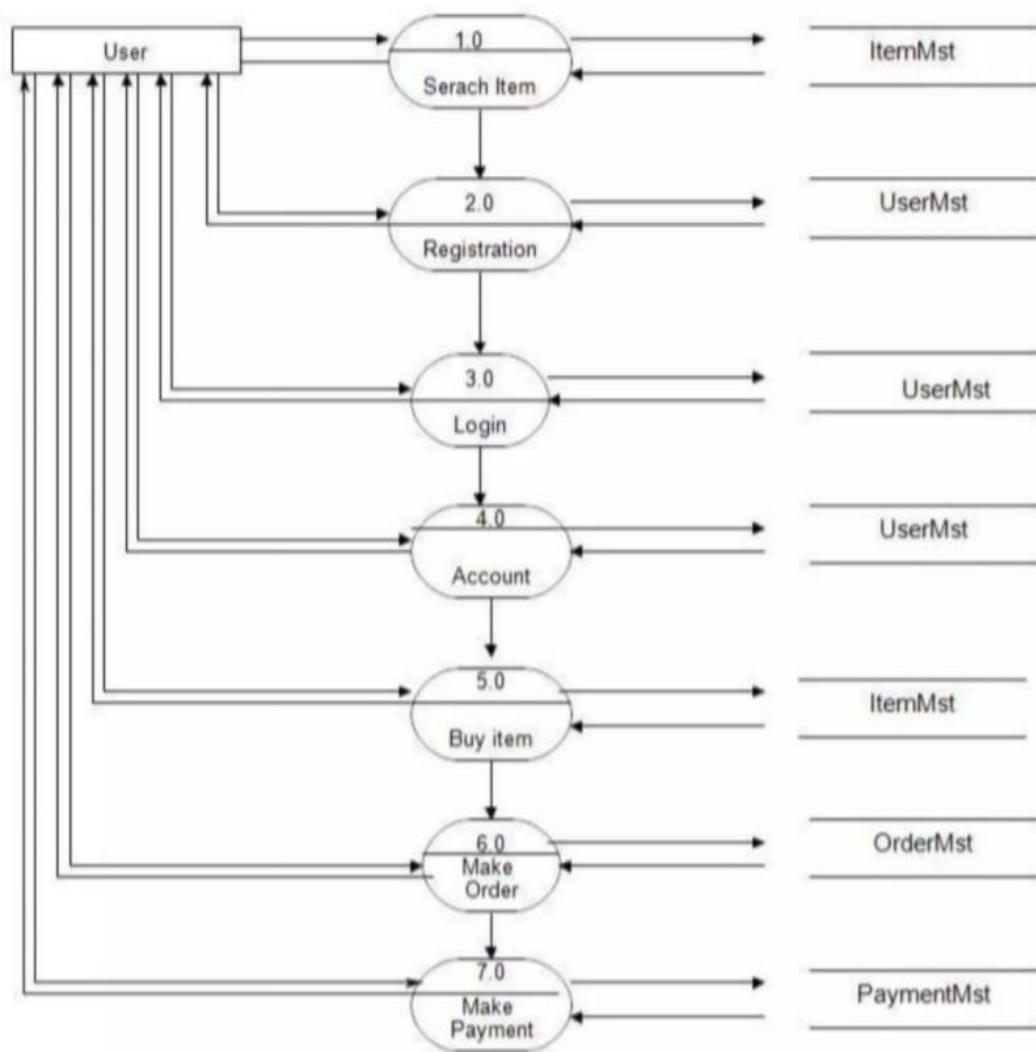 User
1.0
Serach Item
ItemMst
2.0
Registration
UserMst
3.0
Login
UserMst
4.0
Account
UserMst
5.0
Buy item
ItemMst
6.0
Make
Order
OrderMst
7.0
Make
Payment
PaymentMst